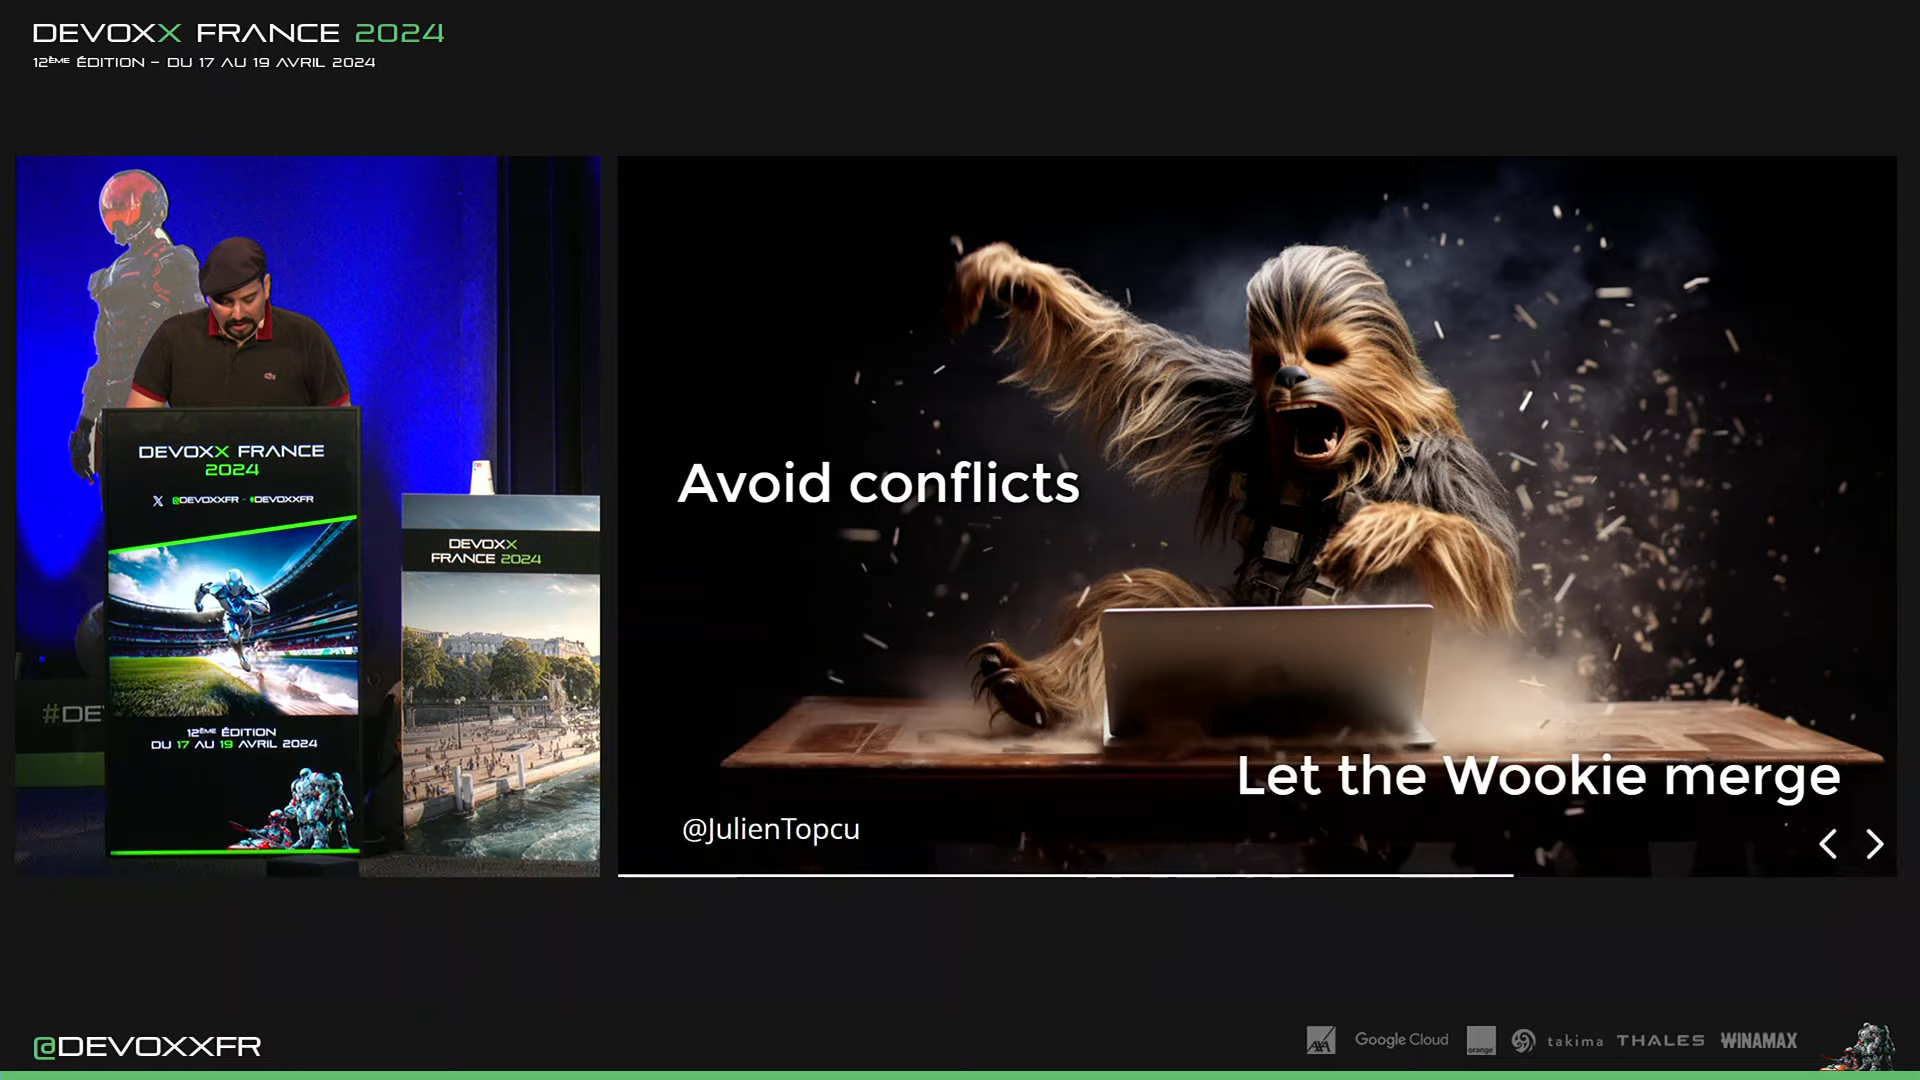 DEVOXX FRANCE 2024
12ÈME ÉDITION - DU 17 AU 19 AVRIL 2024
DEVOXX FRANCE
2024
@DEVOXXFR - #DEVOXXFR
12ÈME ÉDITION
DU 17 AU 19 AVRIL 2024
#DE
DEVOXX
FRANCE 2024
Avoid conflicts
Let the Wookie merge
@JulienTopcu
@DEVOXXFR
AXA
Google Cloud
orange
takima
THALES
WINAMAX